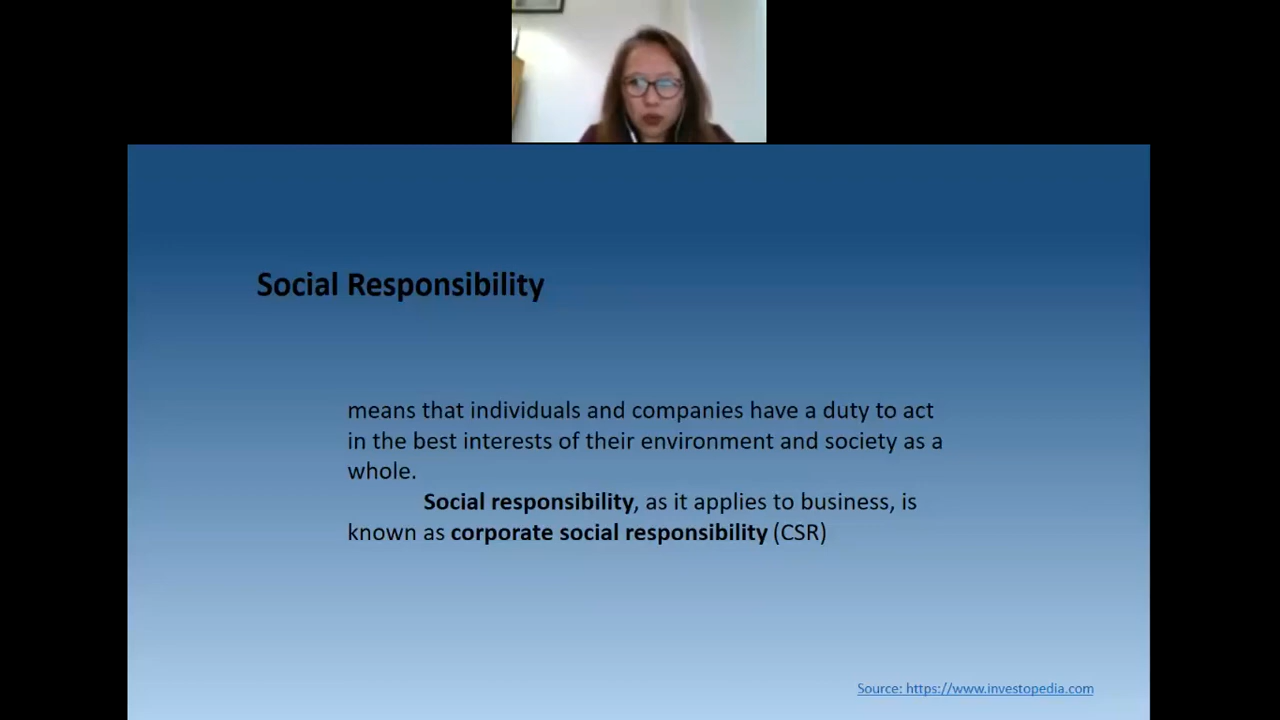 Social Responsibility
means that individuals and companies have a duty to act
in the best interests of their environment and society as a
whole.
Social responsibility, as it applies to business, is
known as corporate social responsibility (CSR)
Source: https://www.investopedia.com